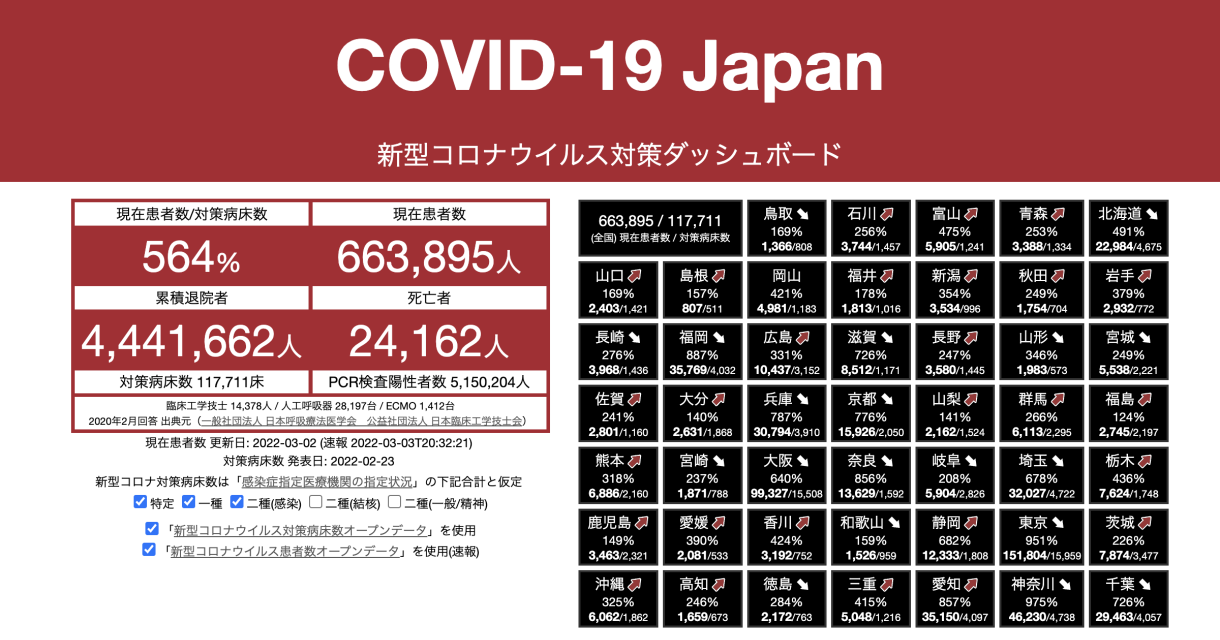 COVID-19 Japan
新型コロナウイルス対策ダッシュボード
現在患者数/対策病床数
現在患者数
564%
663,895人
累積退院者
死亡者
4,441,662人
24,162人
対策病床数 117,711床
PCR検査陽性者数 5,150,204人
臨床工学技士 14,378人 / 人工呼吸器 28,197台 / ECMO 1,412台
2020年2月回答 出典元（一般社団法人 日本呼吸療法医学会　公益社団法人 日本臨床工学技士会）
現在患者数 更新日: 2022-03-02 (速報 2022-03-03T20:32:21)
対策病床数 発表日: 2022-02-23
新型コロナ対策病床数は「感染症指定医療機関の指定状況」の下記合計と仮定
特定 一種 二種(感染) 二種(結核) 二種(一般/精神)
「新型コロナウイルス対策病床数オープンデータ」を使用
「新型コロナウイルス患者数オープンデータ」を使用(速報)
663,895 / 117,711
(全国) 現在患者数 / 対策病床数
鳥取
169%
1,366/808
石川
256%
3,744/1,457
富山
475%
5,905/1,241
青森
253%
3,388/1,334
北海道
491%
22,984/4,675
山口
169%
2,403/1,421
島根
157%
807/511
岡山
421%
4,981/1,183
福井
178%
1,813/1,016
新潟
354%
3,534/996
秋田
249%
1,754/704
岩手
379%
2,932/772
長崎
276%
3,968/1,436
福岡
887%
35,769/4,032
広島
331%
10,437/3,152
滋賀
726%
8,512/1,171
長野
247%
3,580/1,445
山形
346%
1,983/573
宮城
249%
5,538/2,221
佐賀
241%
2,801/1,160
大分
140%
2,631/1,868
兵庫
787%
30,794/3,910
京都
776%
15,926/2,050
山梨
141%
2,162/1,524
群馬
266%
6,113/2,295
福島
124%
2,745/2,197
熊本
318%
6,886/2,160
宮崎
237%
1,871/788
大阪
640%
99,327/15,508
奈良
856%
13,629/1,592
岐阜
208%
5,904/2,826
埼玉
678%
32,027/4,722
栃木
436%
7,624/1,748
鹿児島
149%
3,463/2,321
愛媛
390%
2,081/533
香川
424%
3,192/752
和歌山
159%
1,526/959
静岡
682%
12,333/1,808
東京
951%
151,804/15,959
茨城
226%
7,874/3,477
沖縄
325%
6,062/1,862
高知
246%
1,659/673
徳島
284%
2,172/763
三重
415%
5,048/1,216
愛知
857%
35,150/4,097
神奈川
975%
46,230/4,738
千葉
726%
29,463/4,057